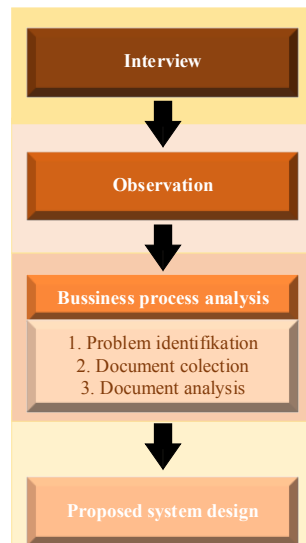 Interview
Observation
Bussiness process analysis
1. Problem identifikation
2. Document colection
3. Document analysis
Proposed system design